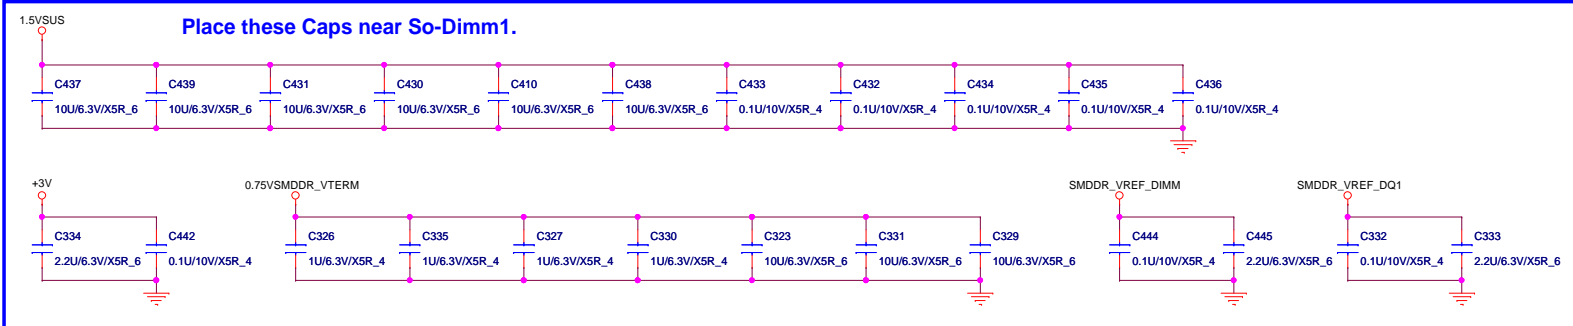 Place these Caps near So-Dimm1.
1.5VSUS
C437 C439 C431 C430 C410 C438 C433 C432 C434 C435 C436
10U/6.3V/X5R_6 10U/6.3V/X5R_6 10U/6.3V/X5R_6 10U/6.3V/X5R_6 10U/6.3V/X5R_6 10U/6.3V/X5R_6 0.1U/10V/X5R_4 0.1U/10V/X5R_4 0.1U/10V/X5R_4 0.1U/10V/X5R_4 0.1U/10V/X5R_4
+3V 0.75VSMDDR_VTERM SMDDR_VREF_DIMM SMDDR_VREF_DQ1
C334 C442 C326 C335 C327 C330 C323 C331 C329 C444 C445 C332 C333
2.2U/6.3V/X5R_6 0.1U/10V/X5R_4 1U/6.3V/X5R_4 1U/6.3V/X5R_4 1U/6.3V/X5R_4 1U/6.3V/X5R_4 10U/6.3V/X5R_6 10U/6.3V/X5R_6 10U/6.3V/X5R_6 0.1U/10V/X5R_4 2.2U/6.3V/X5R_6 0.1U/10V/X5R_4 2.2U/6.3V/X5R_6